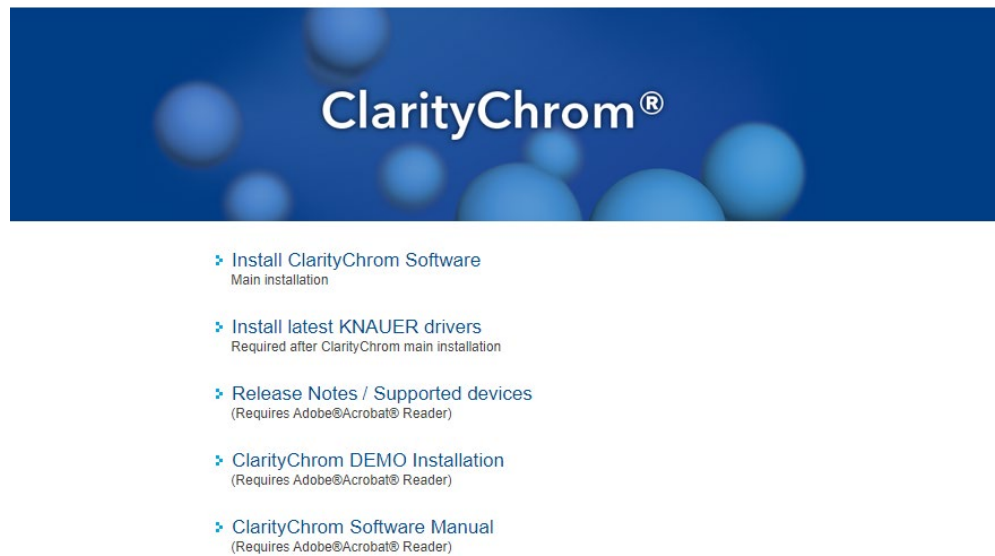 ClarityChrom®
Install ClarityChrom Software
Main installation
Install latest KNAUER drivers
Required after ClarityChrom main installation
Release Notes / Supported devices
(Requires Adobe®Acrobat® Reader)
ClarityChrom DEMO Installation
(Requires Adobe®Acrobat® Reader)
ClarityChrom Software Manual
(Requires Adobe®Acrobat® Reader)